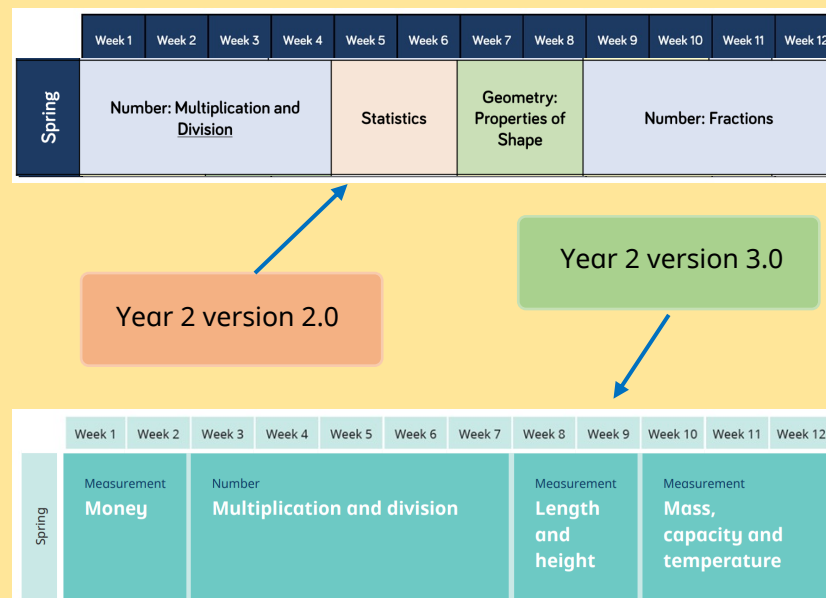 Week 1 Week 2 Week 3 Week 4 Week 5 Week 6 Week 7 Week 8 Week 9 Week 10 Week 11 Week 12
Spring
Number: Multiplication and
Division
Statistics
Geometry:
Properties of
Shape
Number: Fractions
Year 2 version 3.0
Year 2 version 2.0
Week 1 Week 2 Week 3 Week 4 Week 5 Week 6 Week 7 Week 8 Week 9 Week 10 Week 11 Week 12
Spring
Measurement
Money
Number
Multiplication and division
Measurement
Length
and
height
Measurement
Mass,
capacity and
temperature